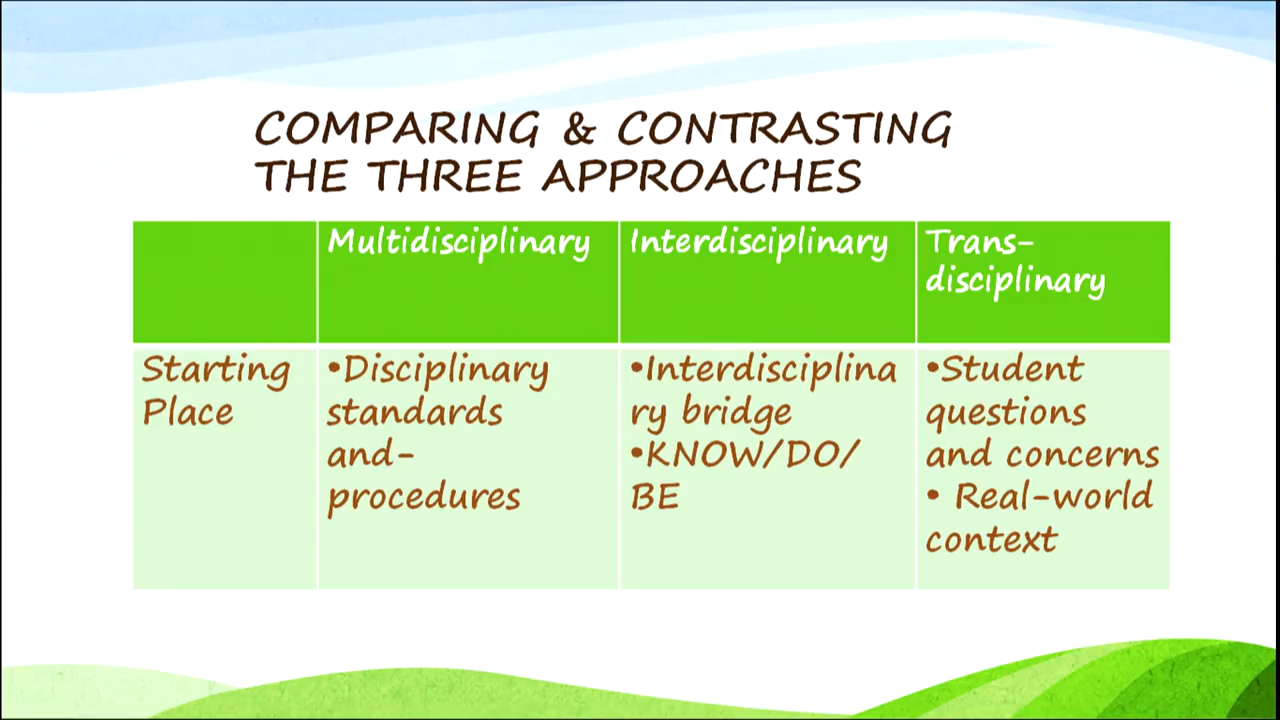 COMPARING & CONTRASTING
THE THREE APPROACHES
Multidisciplinary
Interdisciplinary
Trans-
disciplinary
Starting
Place
•Disciplinary
standards
and-
procedures
•Interdisciplina
ry bridge
•KNOW/DO/
BE
•Student
questions
and concerns
• Real-world
context